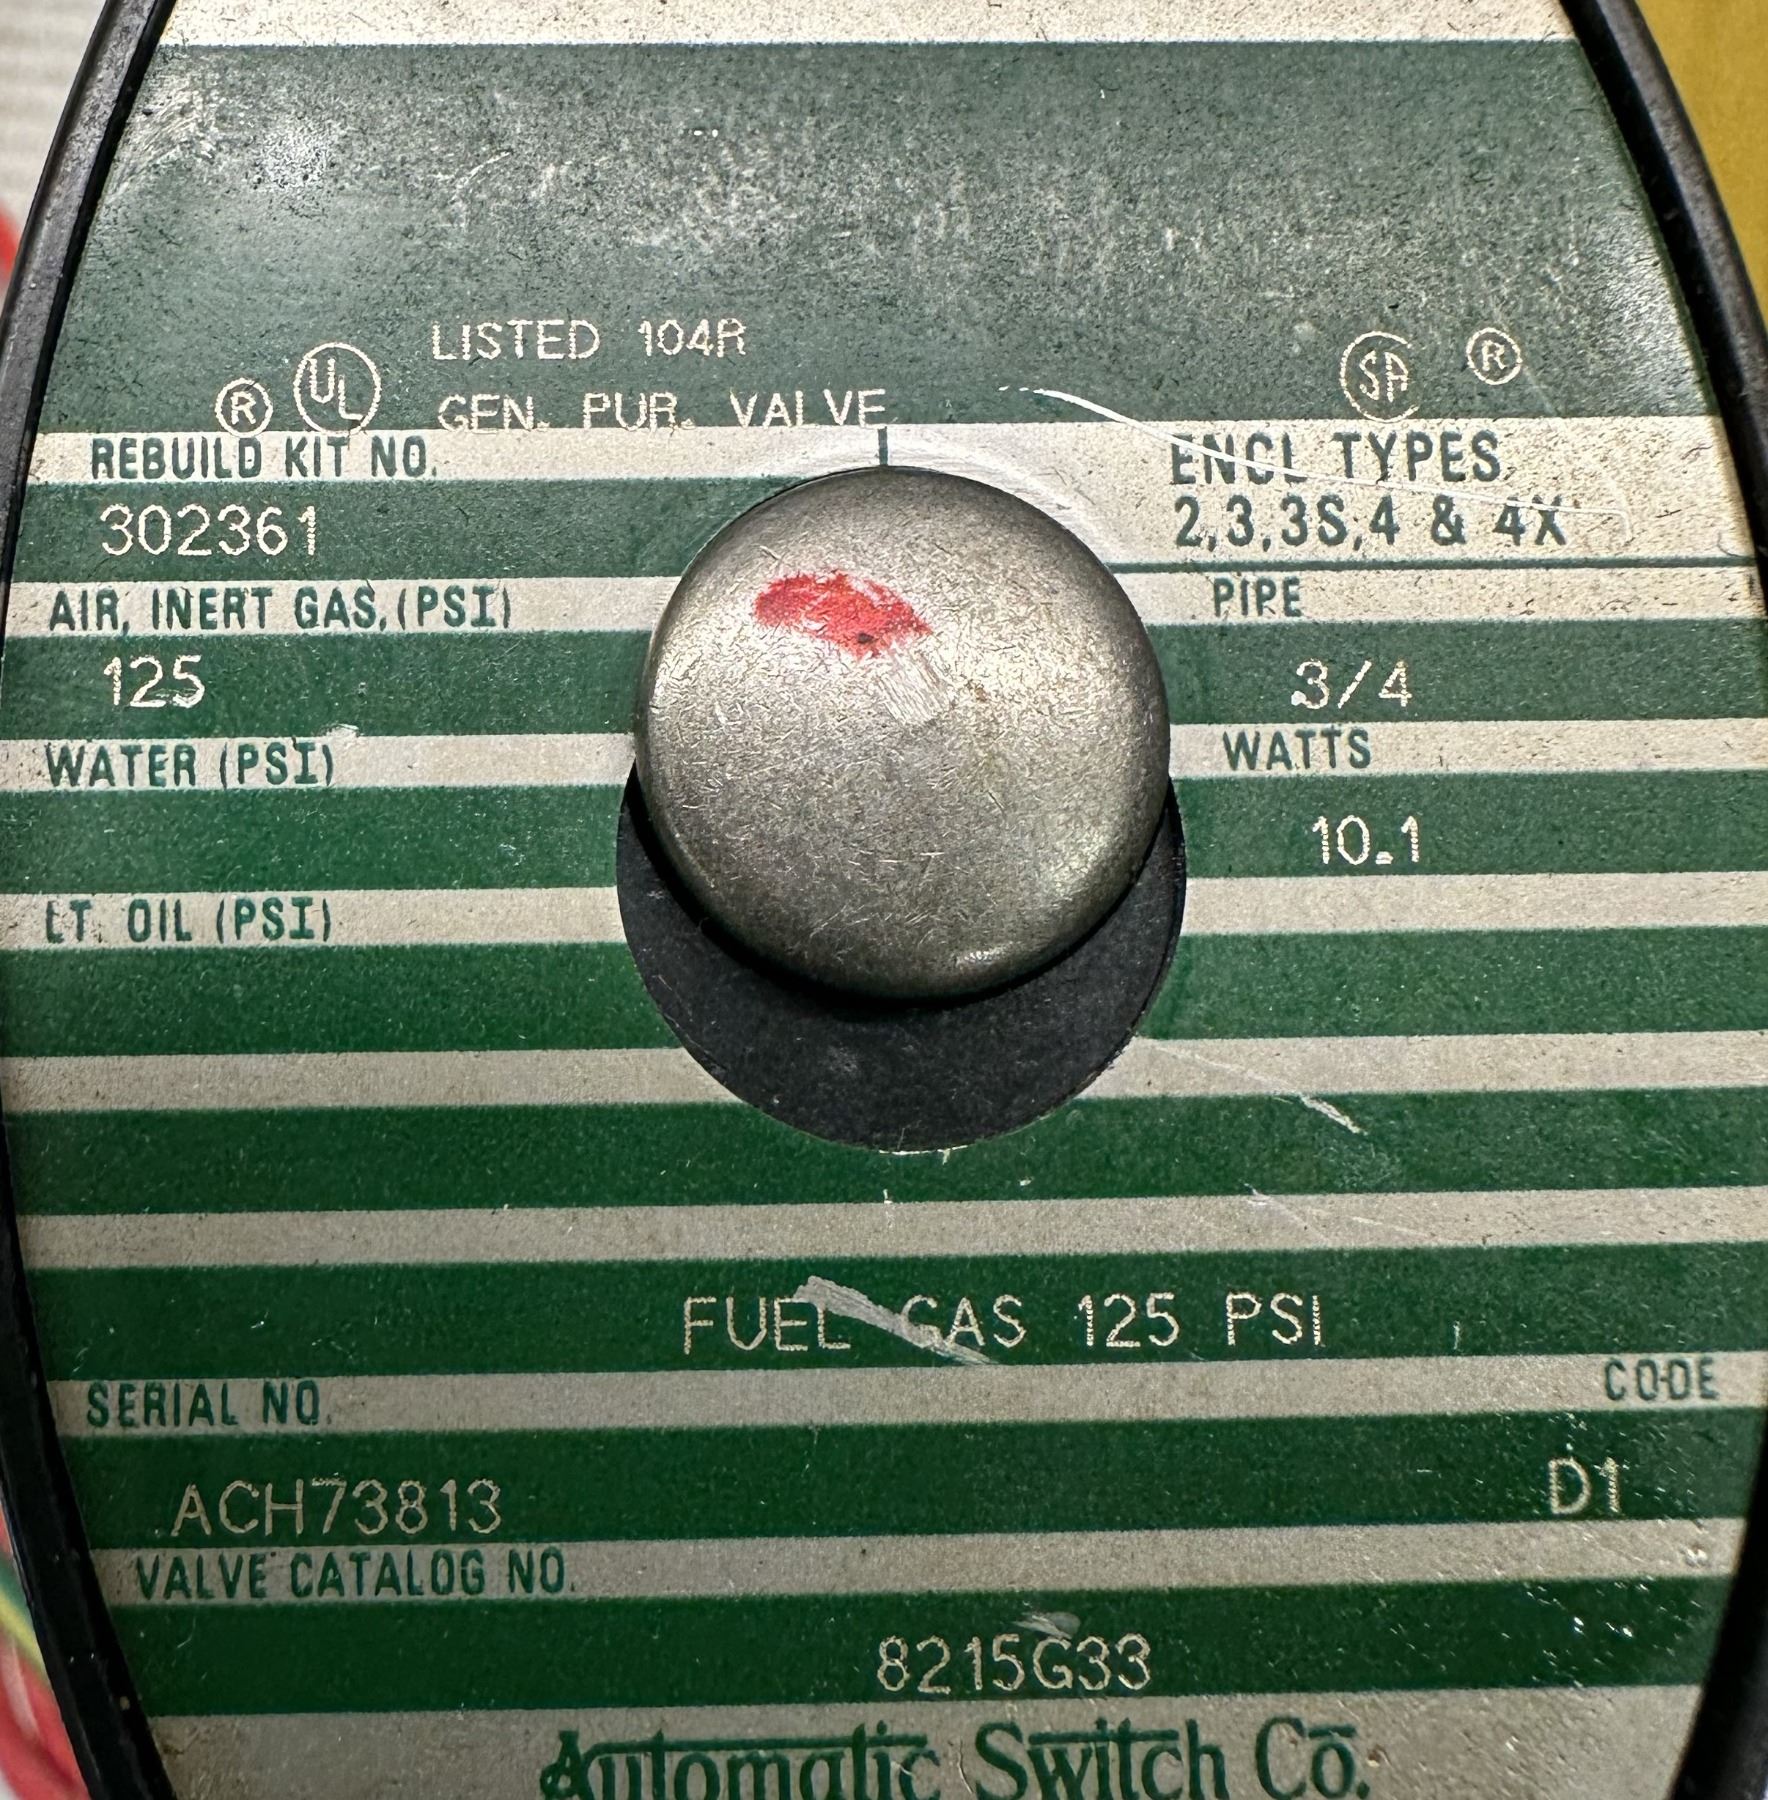 LISTED 104R
® UL GEN. PUR. VALVE
SA ®
REBUILD KIT NO.
302361
ENCL TYPES
2,3,3S,4 & 4X
AIR, INERT GAS, (PSI)
125
PIPE
3/4
WATER (PSI)
WATTS
10.1
LT. OIL (PSI)
FUEL GAS 125 PSI
SERIAL NO.
CODE
ACH73813
D1
VALVE CATALOG NO.
8215G33
Automatic Switch Co.